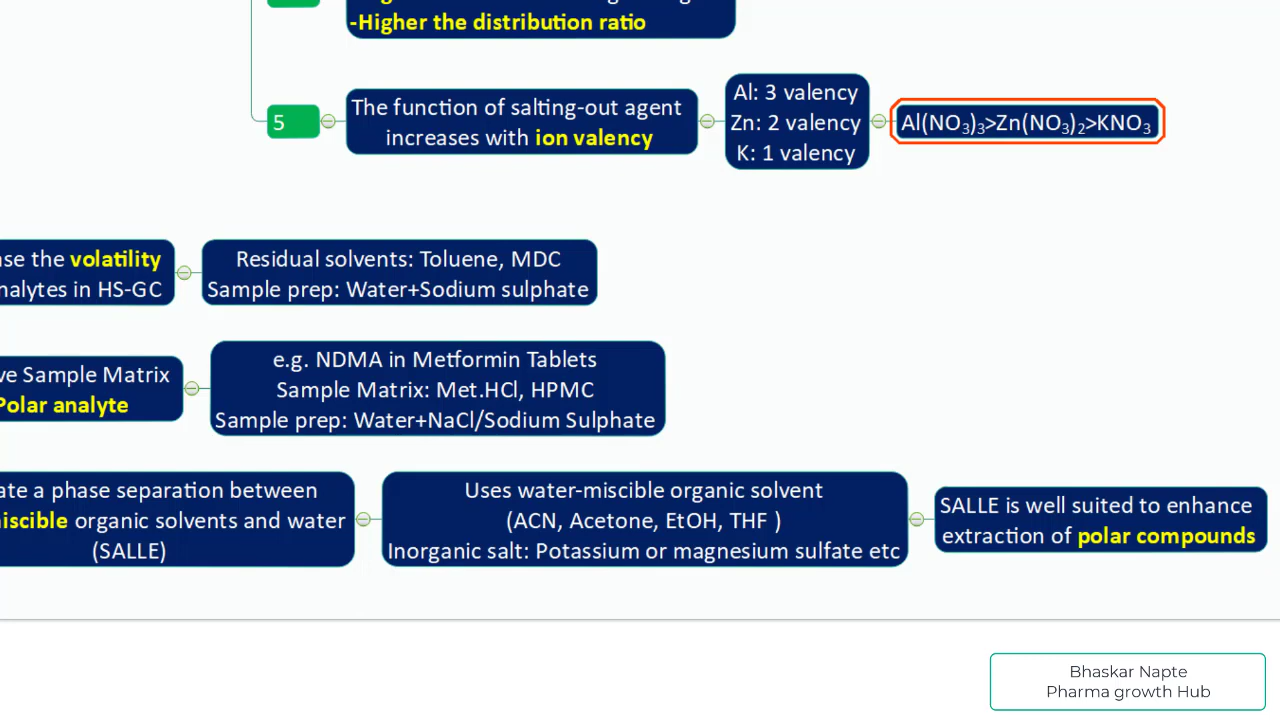 -Higher the distribution ratio
5
The function of salting-out agent
increases with ion valency
Al: 3 valency
Zn: 2 valency
K: 1 valency
Al(NO₃)₃>Zn(NO₃)₂>KNO₃
the volatility
in HS-GC
Residual solvents: Toluene, MDC
Sample prep: Water+Sodium sulphate
Sample Matrix
Polar analyte
e.g. NDMA in Metformin Tablets
Sample Matrix: Met.HCl, HPMC
Sample prep: Water+NaCl/Sodium Sulphate
a phase separation between
organic solvents and water
(SALLE)
Uses water-miscible organic solvent
(ACN, Acetone, EtOH, THF )
Inorganic salt: Potassium or magnesium sulfate etc
SALLE is well suited to enhance
extraction of polar compounds
Bhaskar Napte
Pharma growth Hub